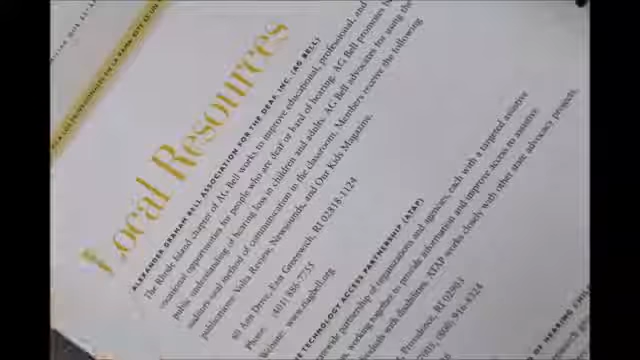 Local Resources
ALEXANDER GRAHAM BELL ASSOCIATION FOR THE DEAF, INC. (AG BELL)
The Rhode Island chapter of AG Bell works to improve educational, professional, and
vocational opportunities for people who are deaf or hard of hearing. AG Bell promotes
public understanding of hearing loss in children and adults. AG Bell advocates for using the
auditory-oral method of communication in the classroom. Members receive the following
publications: Volta Review, Newsounds, and Our Kids Magazine.
Ann Drive, East Greenwich, RI 02818-1124
Phone: (401) 886-7755
Website: www.riagbell.org
TECHNOLOGY ACCESS PARTNERSHIP (ATAP)
partnership of organizations and agencies, each with a targeted assistive
working together to provide information and improve access to assistive
with disabilities. ATAP works closely with other state advocacy projects,
Providence, RI
(800) 916-
OF HEARING